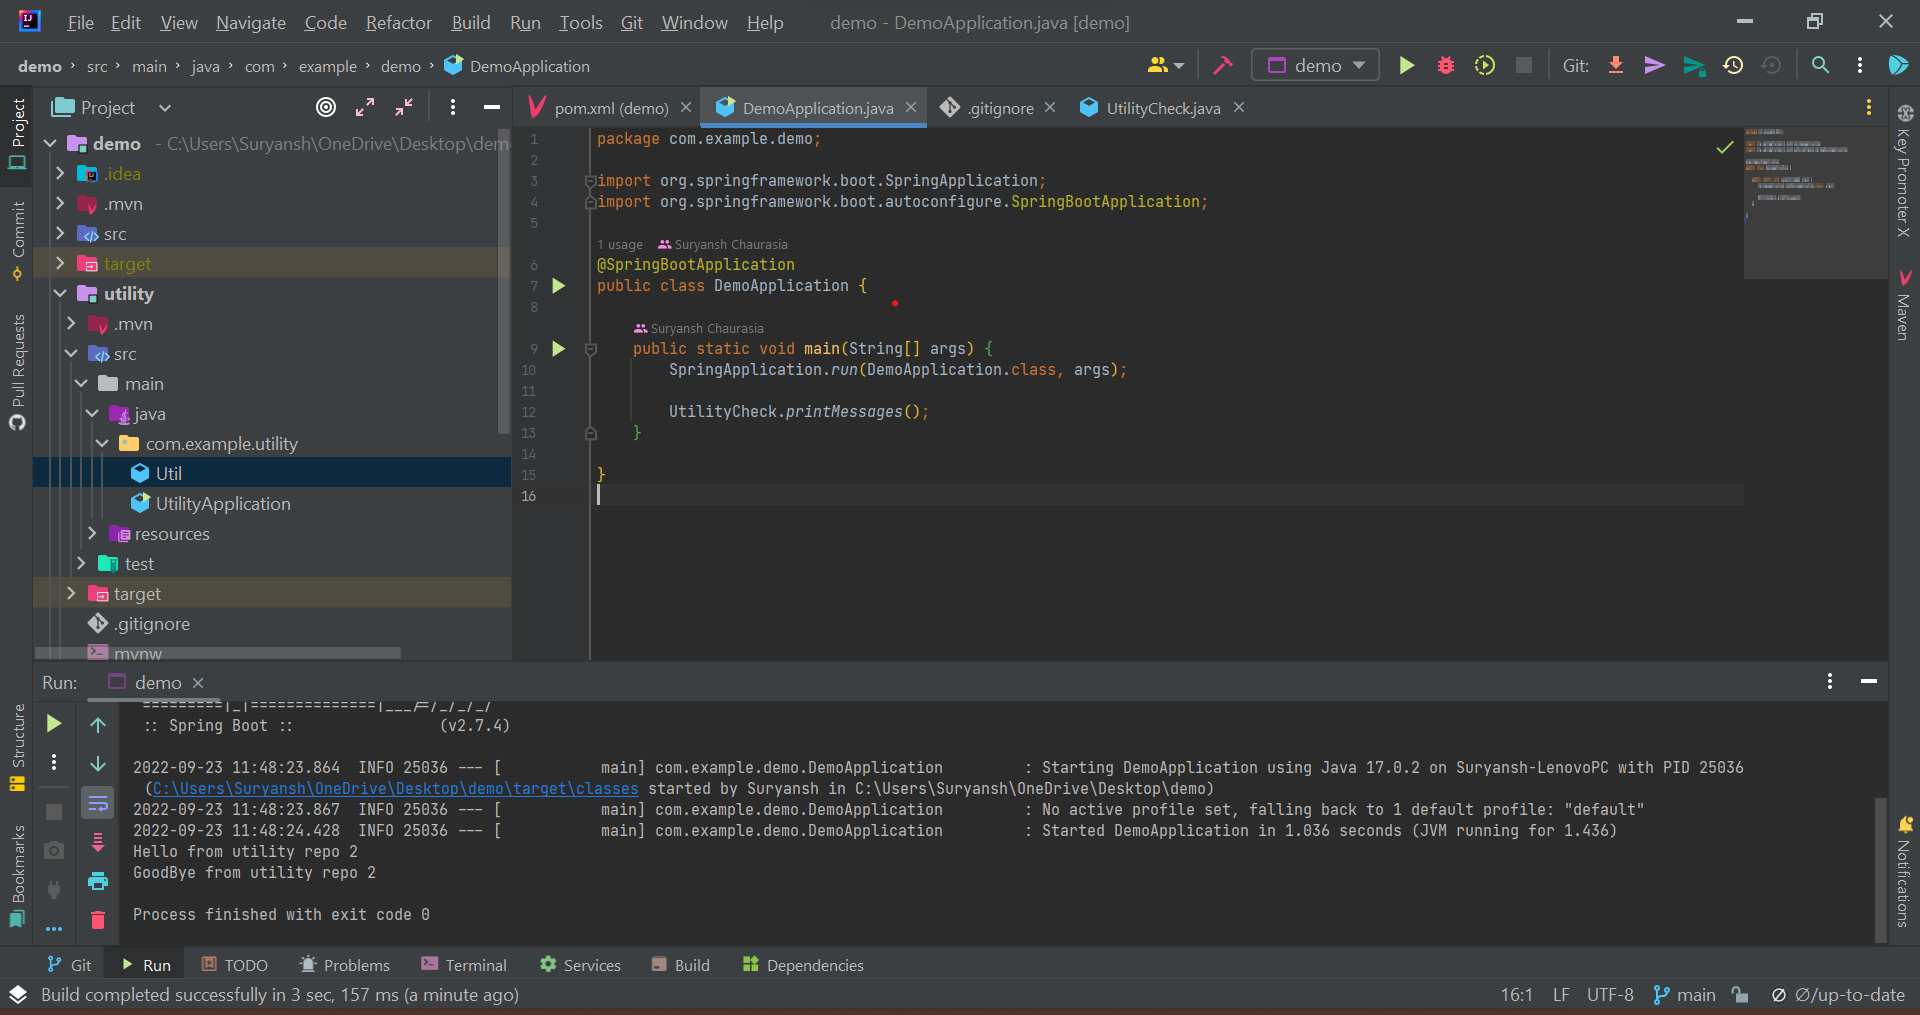 File Edit View Navigate Code Refactor Build Run Tools Git Window Help demo - DemoApplication.java [demo]
demo src main java com example demo DemoApplication demo Git:
Project
pom.xml (demo) DemoApplication.java .gitignore UtilityCheck.java
demo - C:\Users\Suryansh\OneDrive\Desktop\dem
.idea
.mvn
src
target
utility
.mvn
src
main
java
com.example.utility
Util
UtilityApplication
resources
test
target
.gitignore
mvnw
1 package com.example.demo;
2
3 import org.springframework.boot.SpringApplication;
4 import org.springframework.boot.autoconfigure.SpringBootApplication;
5
1 usage Suryansh Chaurasia
6 @SpringBootApplication
7 public class DemoApplication {
8
Suryansh Chaurasia
9 public static void main(String[] args) {
10 SpringApplication.run(DemoApplication.class, args);
11
12 UtilityCheck.printMessages();
13 }
14
15 }
16
Project
Commit
Pull Requests
Structure
Bookmarks
Key Promoter X
Maven
Notifications
Run: demo
=========|_|==============|___/=/_/_/_/
:: Spring Boot :: (v2.7.4)
2022-09-23 11:48:23.864 INFO 25036 --- [ main] com.example.demo.DemoApplication : Starting DemoApplication using Java 17.0.2 on Suryansh-LenovoPC with PID 25036
(C:\Users\Suryansh\OneDrive\Desktop\demo\target\classes started by Suryansh in C:\Users\Suryansh\OneDrive\Desktop\demo)
2022-09-23 11:48:23.867 INFO 25036 --- [ main] com.example.demo.DemoApplication : No active profile set, falling back to 1 default profile: "default"
2022-09-23 11:48:24.428 INFO 25036 --- [ main] com.example.demo.DemoApplication : Started DemoApplication in 1.036 seconds (JVM running for 1.436)
Hello from utility repo 2
GoodBye from utility repo 2
Process finished with exit code 0
Git Run TODO Problems Terminal Services Build Dependencies
Build completed successfully in 3 sec, 157 ms (a minute ago) 16:1 LF UTF-8 main ∅/up-to-date